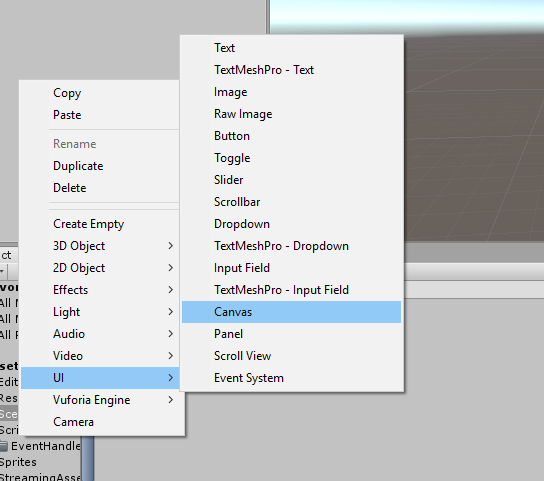 Copy
Paste
Rename
Duplicate
Delete
Create Empty
3D Object
2D Object
Effects
Light
Audio
Video
UI
Vuforia Engine
Camera
Text
TextMeshPro - Text
Image
Raw Image
Button
Toggle
Slider
Scrollbar
Dropdown
TextMeshPro - Dropdown
Input Field
TextMeshPro - Input Field
Canvas
Panel
Scroll View
Event System
ct
vor
All M
All M
All P
set
Edit
Res
Sce
Scri
EventHandle
Sprites
StreamingAsse